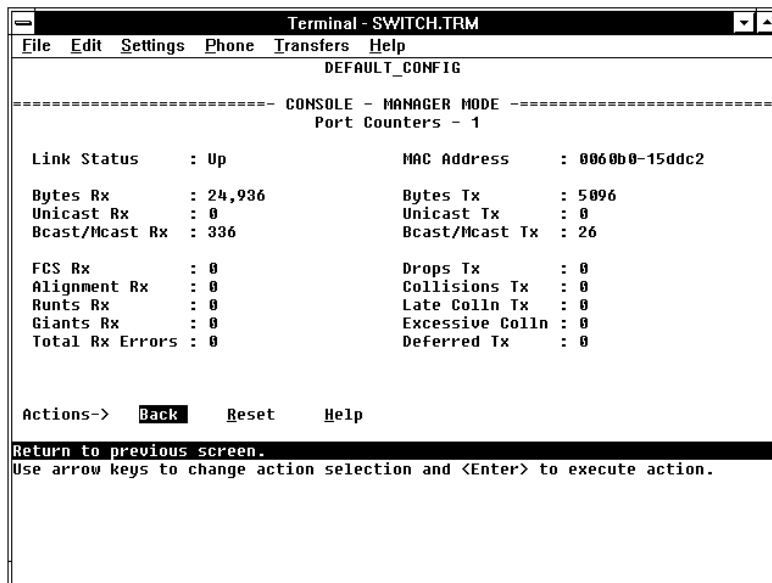 Terminal - SWITCH.TRM
File Edit Settings Phone Transfers Help
DEFAULT_CONFIG
==========================- CONSOLE - MANAGER MODE -==========================
Port Counters - 1
Link Status : Up MAC Address : 0060b0-15ddc2
Bytes Rx : 24,936 Bytes Tx : 5096
Unicast Rx : 0 Unicast Tx : 0
Bcast/Mcast Rx : 336 Bcast/Mcast Tx : 26
FCS Rx : 0 Drops Tx : 0
Alignment Rx : 0 Collisions Tx : 0
Runts Rx : 0 Late Colln Tx : 0
Giants Rx : 0 Excessive Colln : 0
Total Rx Errors : 0 Deferred Tx : 0
Actions-> Back Reset Help
Return to previous screen.
Use arrow keys to change action selection and <Enter> to execute action.